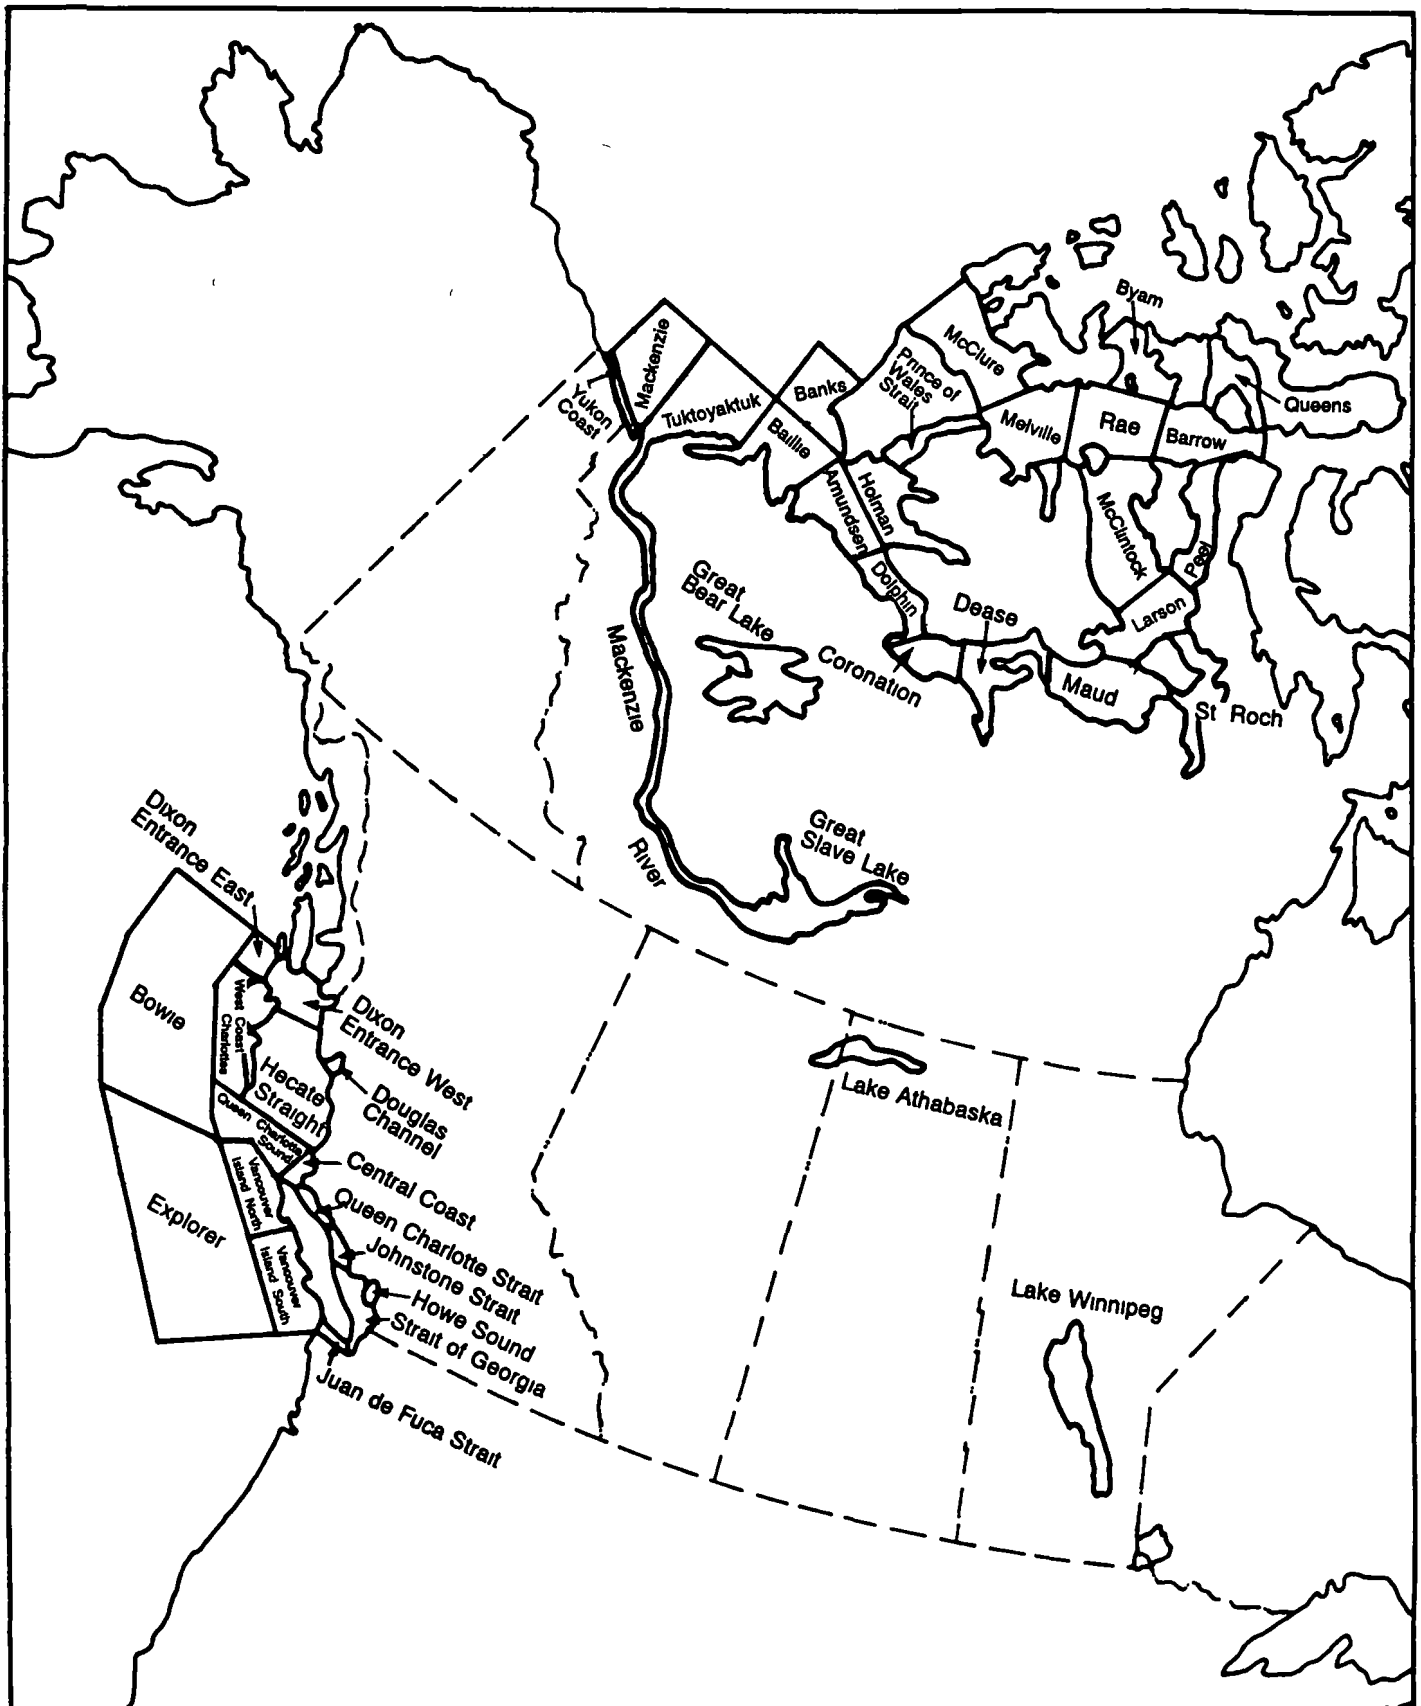 Byam
Mackenzie
McClure
Prince of
Wales
Strait
Banks
Yukon
Coast
Tuktoyaktuk
Queens
Baillie
Melville
Rae
Barrow
Amundsen
Holman
McClintock
Peel
Great
Bear Lake
Dolphin
Dease
Larson
Mackenzie
River
Coronation
Maud
St Roch
Dixon
Entrance East
Great
Slave Lake
Bowie
West Coast
Charlottes
Dixon
Entrance West
Hecate
Straight
Douglas
Channel
Lake Athabaska
Queen Charlotte
Sound
Central Coast
Vancouver
Island North
Explorer
Queen Charlotte Strait
Johnstone Strait
Vancouver
Island South
Howe Sound
Strait of Georgia
Lake Winnipeg
Juan de Fuca Strait